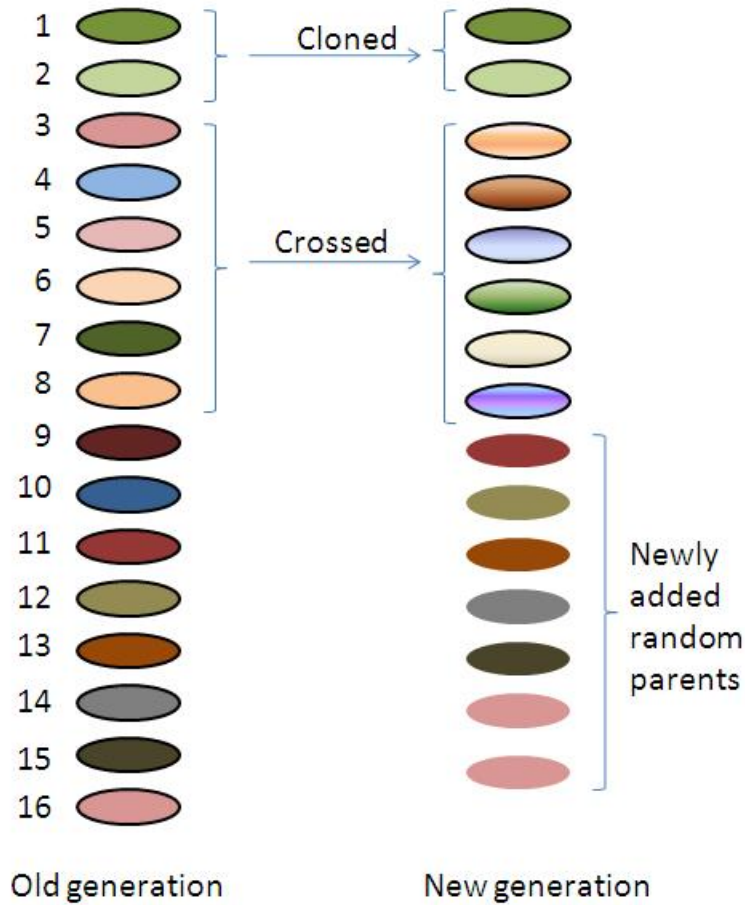 1
Cloned
2
3
4
5
Crossed
6
7
8
9
10
11
Newly
12
added
13
random
14
parents
15
16
Old generation
New generation